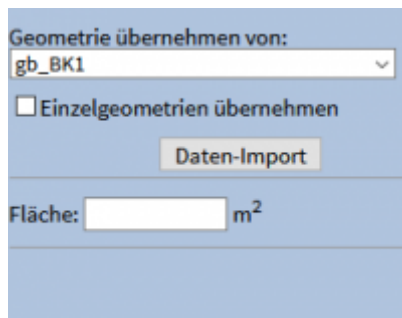 Geometrie übernehmen von:
gb_BK1
Einzelgeometrien übernehmen
Daten-Import
Fläche: m²